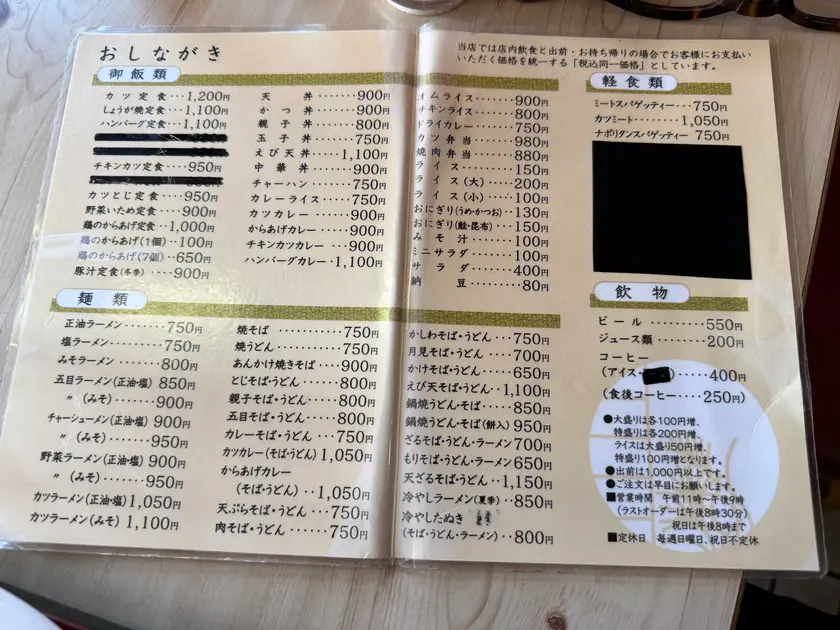 おしながき
御飯類
カツ定食‥‥1,200円
しょうが焼定食‥1,100円
ハンバーグ定食‥1,100円
チキンカツ定食‥‥950円
カツとじ定食‥‥950円
野菜いため定食‥‥900円
鶏のからあげ定食‥1,000円
鶏のからあげ(1個)‥100円
鶏のからあげ(7個)‥650円
豚汁定食(冬季)‥‥900円
天丼‥‥‥900円
かつ丼‥‥‥900円
親子丼‥‥‥800円
玉子丼‥‥‥700円
えび天丼‥‥1,100円
中華丼‥‥‥900円
チャーハン‥‥‥750円
カレーライス‥‥750円
カツカレー‥‥‥900円
からあげカレー‥‥900円
チキンカツカレー‥900円
ハンバーグカレー‥1,100円
麺類
正油ラーメン‥‥‥750円
塩ラーメン‥‥‥750円
みそラーメン‥‥‥800円
五目ラーメン(正油・塩) 850円
〃(みそ)‥‥900円
チャーシューメン(正油・塩) 900円
〃(みそ)‥‥‥950円
野菜ラーメン(正油・塩) 900円
〃(みそ)‥‥‥950円
カツラーメン(正油・塩) 1,050円
カツラーメン(みそ) 1,100円
焼そば‥‥‥‥750円
焼うどん‥‥‥‥750円
あんかけ焼きそば‥‥900円
とじそば・うどん‥‥800円
親子そば・うどん‥‥800円
五目そば・うどん‥‥800円
カレーそば・うどん‥‥750円
カツカレー(そば・うどん) 1,050円
からあげカレー
(そば・うどん)‥1,050円
天ぷらそば・うどん‥‥750円
肉そば・うどん‥‥‥750円
当店では店内飲食と出前・お持ち帰りの場合でお客様にお支払い
いただく価格を統一する「税込同一価格」としています。
オムライス‥‥‥900円
チキンライス‥‥‥800円
ドライカレー‥‥‥750円
カツ弁当‥‥‥980円
焼肉弁当‥‥‥880円
ライス‥‥‥150円
ライス(大)‥‥200円
ライス(小)‥‥100円
おにぎり(うめ・かつお)‥130円
おにぎり(鮭・昆布)‥‥150円
みそ汁‥‥‥100円
ミニサラダ‥‥‥100円
サラダ‥‥‥400円
納豆‥‥‥80円
かしわそば・うどん‥‥750円
月見そば・うどん‥‥‥700円
かけそば・うどん‥‥‥650円
えび天そば・うどん‥‥1,100円
鍋焼うどん・そば‥‥850円
鍋焼うどん・そば(餅入) 950円
ざるそば・うどん・ラーメン 700円
もりそば・うどん・ラーメン 650円
天ざるそば・うどん‥‥1,150円
冷やしラーメン(夏季)‥‥850円
冷やしたぬき
(そば・うどん・ラーメン)‥‥800円
軽食類
ミートスパゲッティー‥‥750円
カツミート‥‥‥‥1,050円
ナポリタンスパゲッティー 750円
飲物
ビール‥‥‥‥550円
ジュース類‥‥‥‥200円
コーヒー
(アイス・‥‥‥400円
(食後コーヒー‥‥‥250円)
●大盛りは各100円増、
特盛りは各200円増、
ライスは大盛り50円増、
特盛り100円増となります。
●出前は1,000円以上です。
●ご注文は早目にお願いします。
■営業時間 午前11時〜午後9時
(ラストオーダーは午後8時30分)
祝日は午後8時まで
■定休日 毎週日曜日、祝日不定休